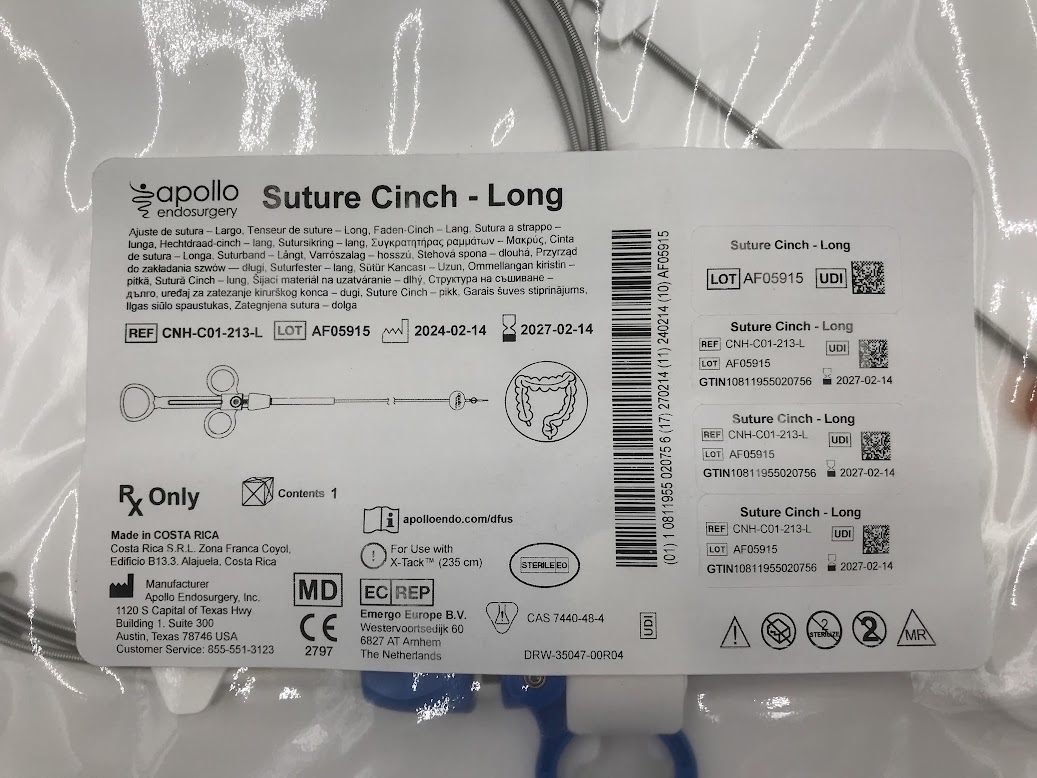 apollo
endosurgery
Suture Cinch - Long
Ajuste de sutura – Largo, Tenseur de suture – Long, Faden-Cinch – Lang, Sutura a strappo –
lunga, Hechtdraad-cinch – lang, Sutursikring – lang, Συγκρατητήρας ραμμάτων – Μακρύς, Cinta
de sutura – Longa, Suturband – Långt, Varrószalag – hosszú, Stehová spona – dlouhá, Przyrząd
do zakładania szwów — długi, Suturfester – lang, Sütür Kancası - Uzun, Ommellangan kiristin –
pitkä, Sutură Cinch – lung, Šijací materiál na uzatváranie – dlhý, Структура на съшиване –
дълго, uređaj za zatezanje kirurškog konca – dugi, Suture Cinch – pikk, Garais šuves stiprinājums,
Ilgas siūlo spaustukas, Zategnjena sutura – dolga
REF CNH-C01-213-L LOT AF05915 2024-02-14 2027-02-14
Rx Only
Contents 1
Made in COSTA RICA
Costa Rica S.R.L. Zona Franca Coyol,
Edificio B13.3. Alajuela, Costa Rica
Manufacturer
Apollo Endosurgery, Inc.
1120 S Capital of Texas Hwy
Building 1. Suite 300
Austin, Texas 78746 USA
Customer Service: 855-551-3123
MD
CE
2797
i apolloendo.com/dfus
For Use with
X-Tack™ (235 cm)
EC REP
Emergo Europe B.V.
Westervoortsedijk 60
6827 AT Arnhem
The Netherlands
STERILE EO
CAS 7440-48-4
DRW-35047-00R04
UDI
(01) 1 0811955 02075 6 (17) 270214 (11) 240214 (10) AF05915
Suture Cinch - Long
LOT AF05915 UDI
Suture Cinch - Long
REF CNH-C01-213-L UDI
LOT AF05915
GTIN10811955020756 2027-02-14
Suture Cinch - Long
REF CNH-C01-213-L UDI
LOT AF05915
GTIN10811955020756 2027-02-14
Suture Cinch - Long
REF CNH-C01-213-L UDI
LOT AF05915
GTIN10811955020756 2027-02-14
2 STERILIZE 2 MR